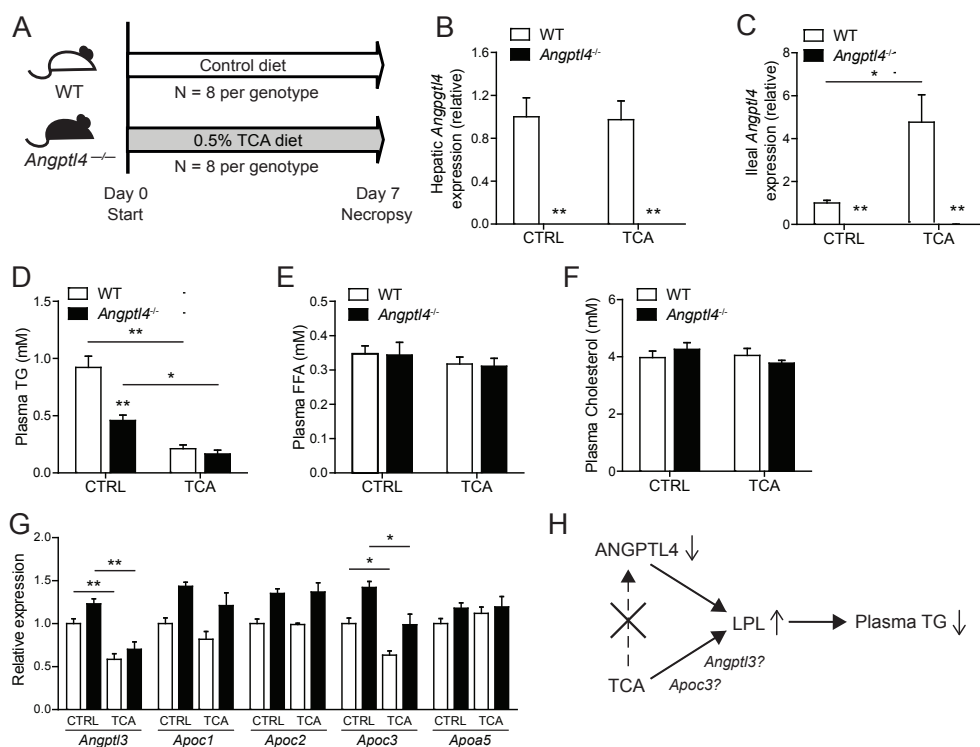 A
WT
Angptl4—/—
Control diet
N = 8 per genotype
0.5% TCA diet
N = 8 per genotype
Day 0
Start
Day 7
Necropsy
B
WT
Angptl4-/-
Hepatic Angpgtl4
expression (relative)
1.6
1.2
0.8
0.4
0.0
**
**
CTRL
TCA
C
WT
Angptl4-/-
Ileal Angptl4
expression (relative)
8
6
4
2
0
*
**
**
CTRL
TCA
D
WT
Angptl4-/-
Plasma TG (mM)
1.5
1.0
0.5
0.0
**
*
**
CTRL
TCA
E
WT
Angptl4-/-
Plasma FFA (mM)
0.5
0.4
0.3
0.2
0.1
0.0
CTRL
TCA
F
WT
Angptl4-/-
Plasma Cholesterol (mM)
6
4
2
0
CTRL
TCA
G
Relative expression
2.0
1.5
1.0
0.5
0.0
**
**
*
*
CTRL TCA CTRL TCA CTRL TCA CTRL TCA CTRL TCA
Angptl3 Apoc1 Apoc2 Apoc3 Apoa5
H
ANGPTL4 ↓
LPL ↑
Plasma TG ↓
TCA
Angptl3?
Apoc3?